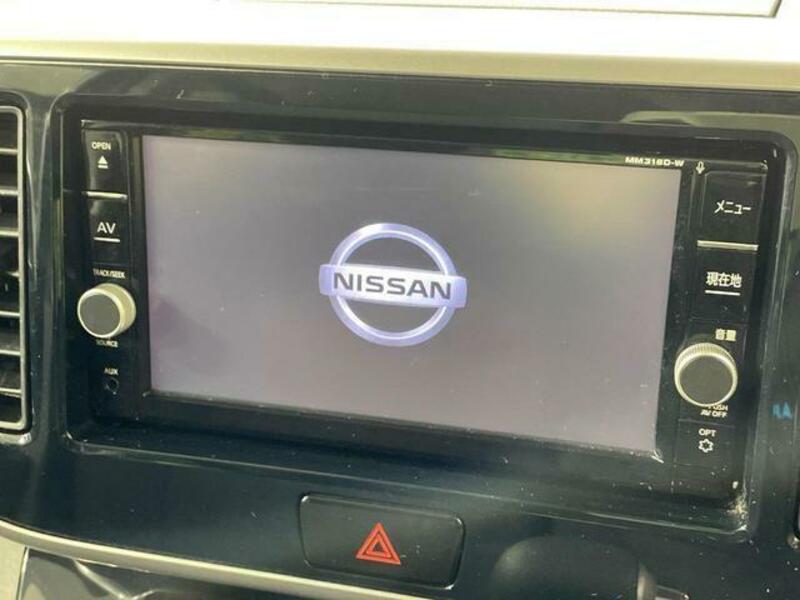 OPEN
AV
TRACK/SEEK
SOURCE
AUX
MM316D-W
NISSAN
メニュー
現在地
音量
PUSH
AV OFF
OPT